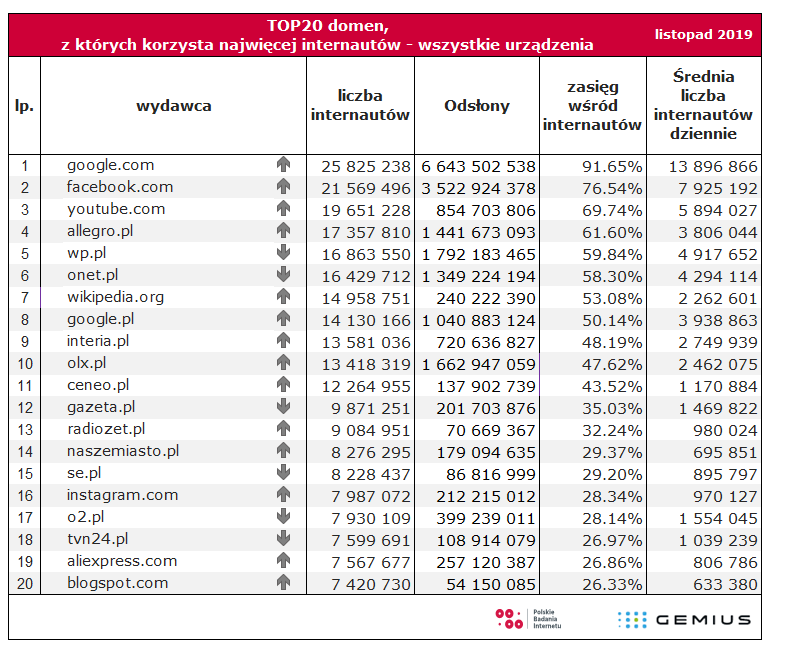 TOP20 domen,
z których korzysta najwięcej internautów - wszystkie urządzenia
listopad 2019
lp. wydawca liczba internautów Odsłony zasięg wśród internautów Średnia liczba internautów dziennie
1 google.com 25 825 238 6 643 502 538 91.65% 13 896 866
2 facebook.com 21 569 496 3 522 924 378 76.54% 7 925 192
3 youtube.com 19 651 228 854 703 806 69.74% 5 894 027
4 allegro.pl 17 357 810 1 441 673 093 61.60% 3 806 044
5 wp.pl 16 863 550 1 792 183 465 59.84% 4 917 652
6 onet.pl 16 429 712 1 349 224 194 58.30% 4 294 114
7 wikipedia.org 14 958 751 240 222 390 53.08% 2 262 601
8 google.pl 14 130 166 1 040 883 124 50.14% 3 938 863
9 interia.pl 13 581 036 720 636 827 48.19% 2 749 939
10 olx.pl 13 418 319 1 662 947 059 47.62% 2 462 075
11 ceneo.pl 12 264 955 137 902 739 43.52% 1 170 884
12 gazeta.pl 9 871 251 201 703 876 35.03% 1 469 822
13 radiozet.pl 9 084 951 70 669 367 32.24% 980 024
14 naszemiasto.pl 8 276 295 179 094 635 29.37% 695 851
15 se.pl 8 228 437 86 816 999 29.20% 895 797
16 instagram.com 7 987 072 212 215 012 28.34% 970 127
17 o2.pl 7 930 109 399 239 011 28.14% 1 554 045
18 tvn24.pl 7 599 691 108 914 079 26.97% 1 039 239
19 aliexpress.com 7 567 677 257 120 387 26.86% 806 786
20 blogspot.com 7 420 730 54 150 085 26.33% 633 380
Polskie
Badania
Internetu
GEMIUS